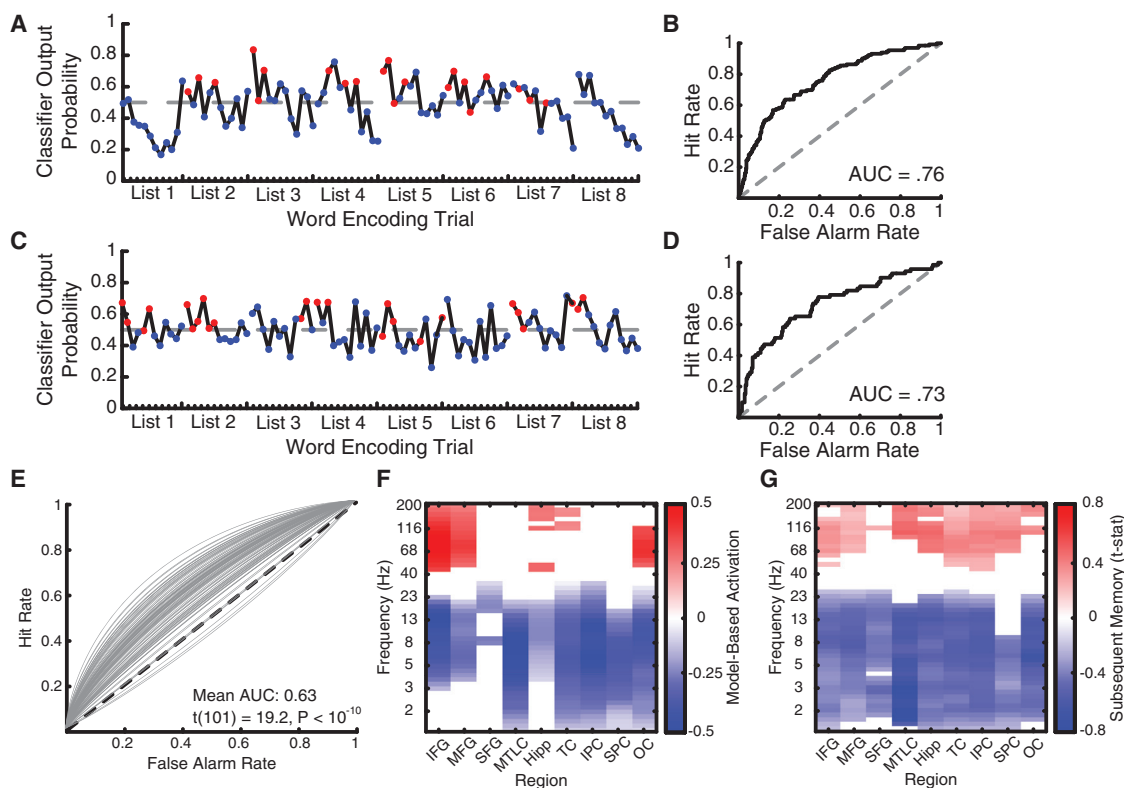 A
Classifier Output
Probability
1
0.8
0.6
0.4
0.2
0
List 1 List 2 List 3 List 4 List 5 List 6 List 7 List 8
Word Encoding Trial
B
Hit Rate
1
0.8
0.6
0.4
0.2
AUC = .76
0.2 0.4 0.6 0.8 1
False Alarm Rate
C
Classifier Output
Probability
1
0.8
0.6
0.4
0.2
0
List 1 List 2 List 3 List 4 List 5 List 6 List 7 List 8
Word Encoding Trial
D
Hit Rate
1
0.8
0.6
0.4
0.2
AUC = .73
0.2 0.4 0.6 0.8 1
False Alarm Rate
E
Hit Rate
1
0.8
0.6
0.4
0.2
Mean AUC: 0.63
t(101) = 19.2, P < 10⁻¹⁰
0.2 0.4 0.6 0.8 1
False Alarm Rate
F
Frequency (Hz)
200
116
68
40
23
13
8
5
3
2
IFG MFG SFG MTLC Hipp TC IPC SPC OC
Region
0.5
0.25
0
-0.25
-0.5
Model-Based Activation
G
Frequency (Hz)
200
116
68
40
23
13
8
5
3
2
IFG MFG SFG MTLC Hipp TC IPC SPC OC
Region
0.8
0.4
0
-0.4
-0.8
Subsequent Memory (t-stat)